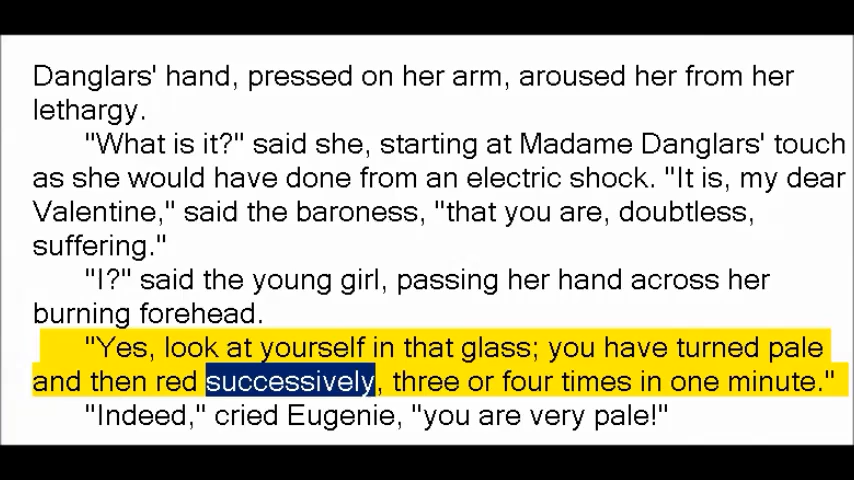 Danglars' hand, pressed on her arm, aroused her from her
lethargy.
"What is it?" said she, starting at Madame Danglars' touch
as she would have done from an electric shock. "It is, my dear
Valentine," said the baroness, "that you are, doubtless,
suffering."
"I?" said the young girl, passing her hand across her
burning forehead.
"Yes, look at yourself in that glass; you have turned pale
and then red successively, three or four times in one minute."
"Indeed," cried Eugenie, "you are very pale!"